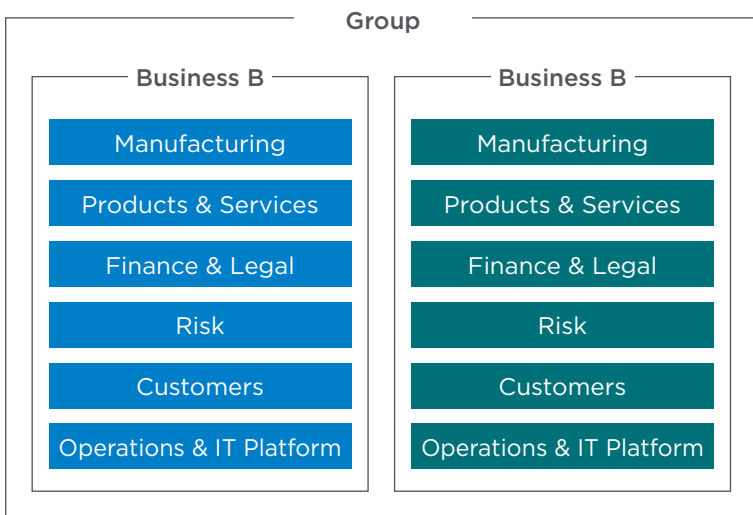 Group
Business B
Manufacturing
Products & Services
Finance & Legal
Risk
Customers
Operations & IT Platform
Business B
Manufacturing
Products & Services
Finance & Legal
Risk
Customers
Operations & IT Platform